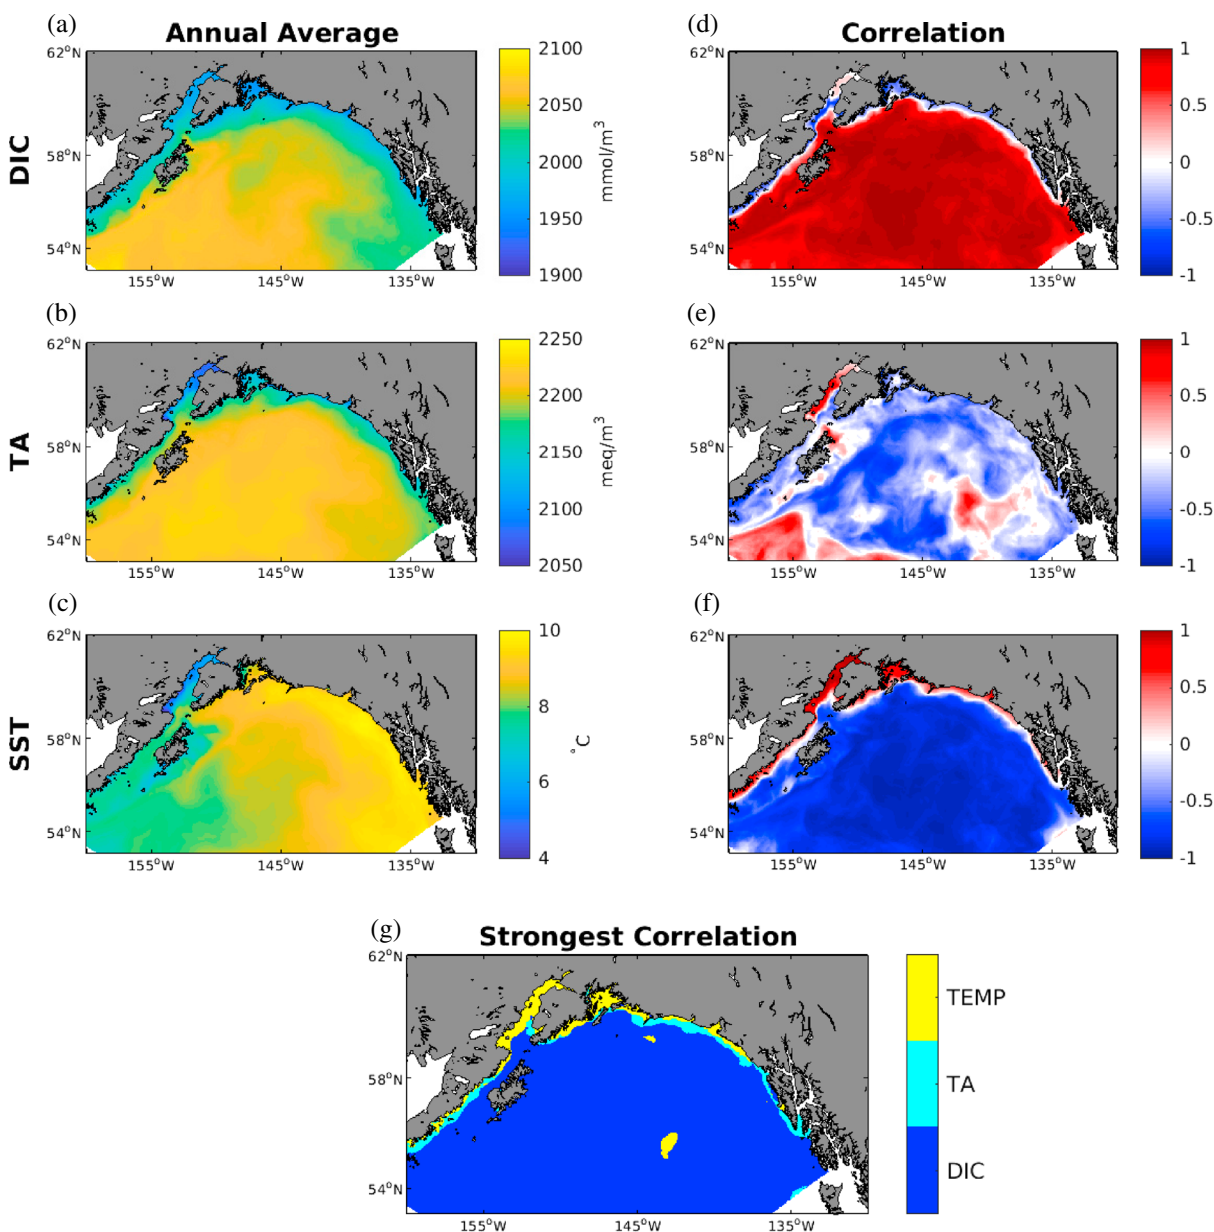 (a)
Annual Average
62°N
58°N
54°N
155°W
145°W
135°W
DIC
2100
2050
2000
1950
1900
mmol/m³
(d)
Correlation
62°N
58°N
54°N
155°W
145°W
135°W
1
0.5
0
-0.5
-1
(b)
62°N
58°N
54°N
155°W
145°W
135°W
TA
2250
2200
2150
2100
2050
meq/m³
(e)
62°N
58°N
54°N
155°W
145°W
135°W
1
0.5
0
-0.5
-1
(c)
62°N
58°N
54°N
155°W
145°W
135°W
SST
10
8
6
4
°C
(f)
62°N
58°N
54°N
155°W
145°W
135°W
1
0.5
0
-0.5
-1
(g)
Strongest Correlation
62°N
58°N
54°N
155°W
145°W
135°W
TEMP
TA
DIC